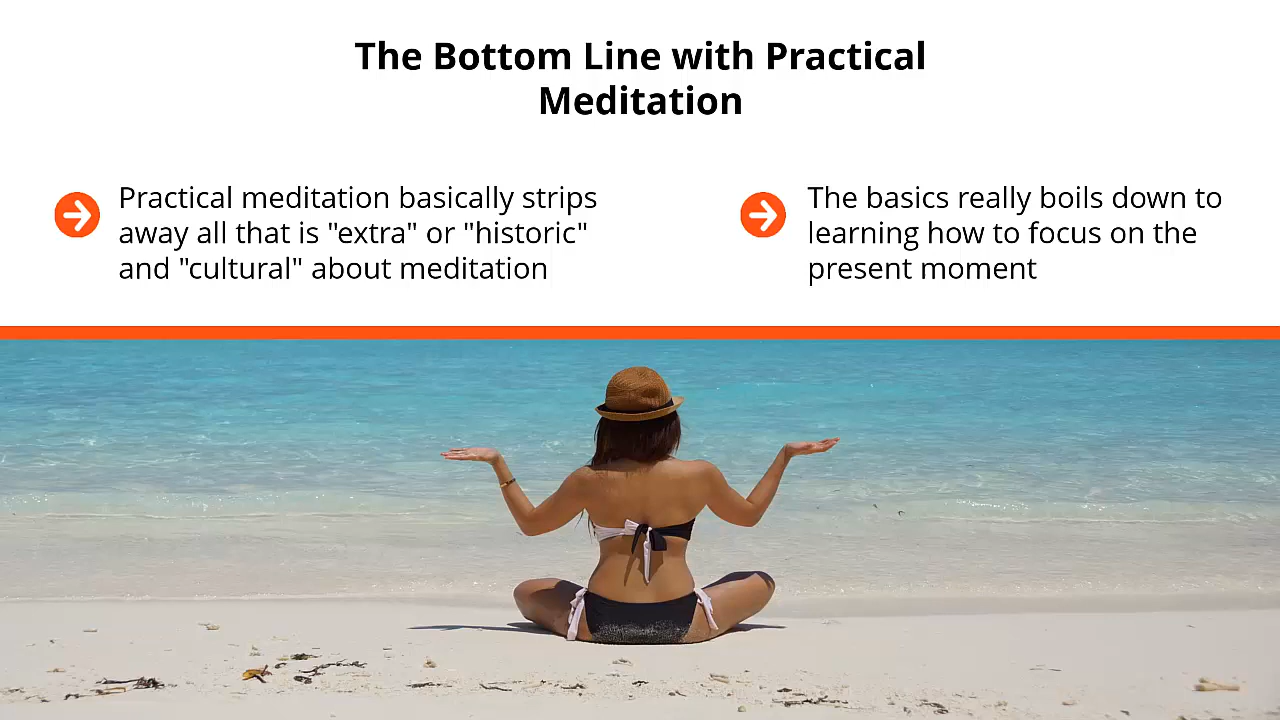 The Bottom Line with Practical
Meditation
Practical meditation basically strips
away all that is "extra" or "historic"
and "cultural" about meditation
The basics really boils down to
learning how to focus on the
present moment